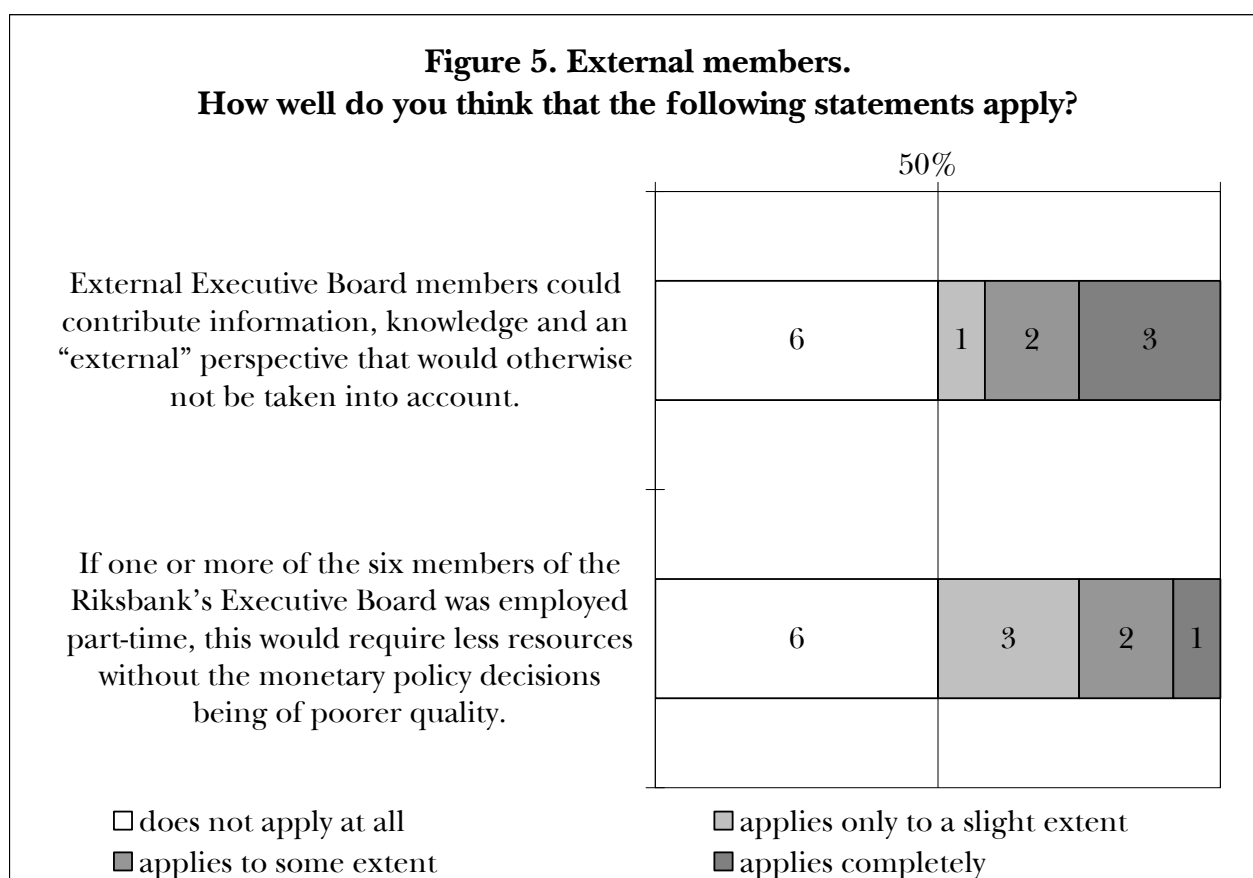 Figure 5. External members.
How well do you think that the following statements apply?
50%
External Executive Board members could
contribute information, knowledge and an
“external” perspective that would otherwise
not be taken into account.
6 1 2 3
If one or more of the six members of the
Riksbank’s Executive Board was employed
part-time, this would require less resources
without the monetary policy decisions
being of poorer quality.
6 3 2 1
does not apply at all
applies only to a slight extent
applies to some extent
applies completely